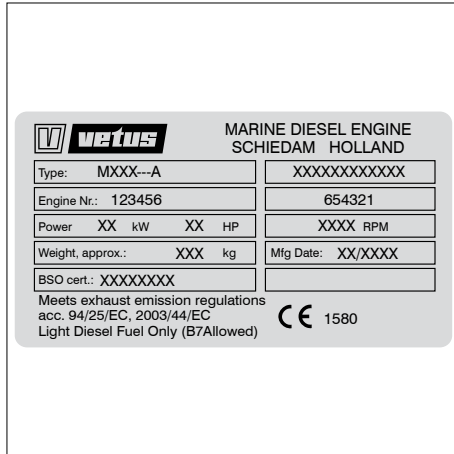 V vetus
MARINE DIESEL ENGINE
SCHIEDAM HOLLAND
Type: MXXX---A XXXXXXXXXXXX
Engine Nr.: 123456 654321
Power XX kW XX HP XXXX RPM
Weight, approx.: XXX kg Mfg Date: XX/XXXX
BSO cert.: XXXXXXXX
Meets exhaust emission regulations
acc. 94/25/EC, 2003/44/EC
Light Diesel Fuel Only (B7Allowed)
CE 1580